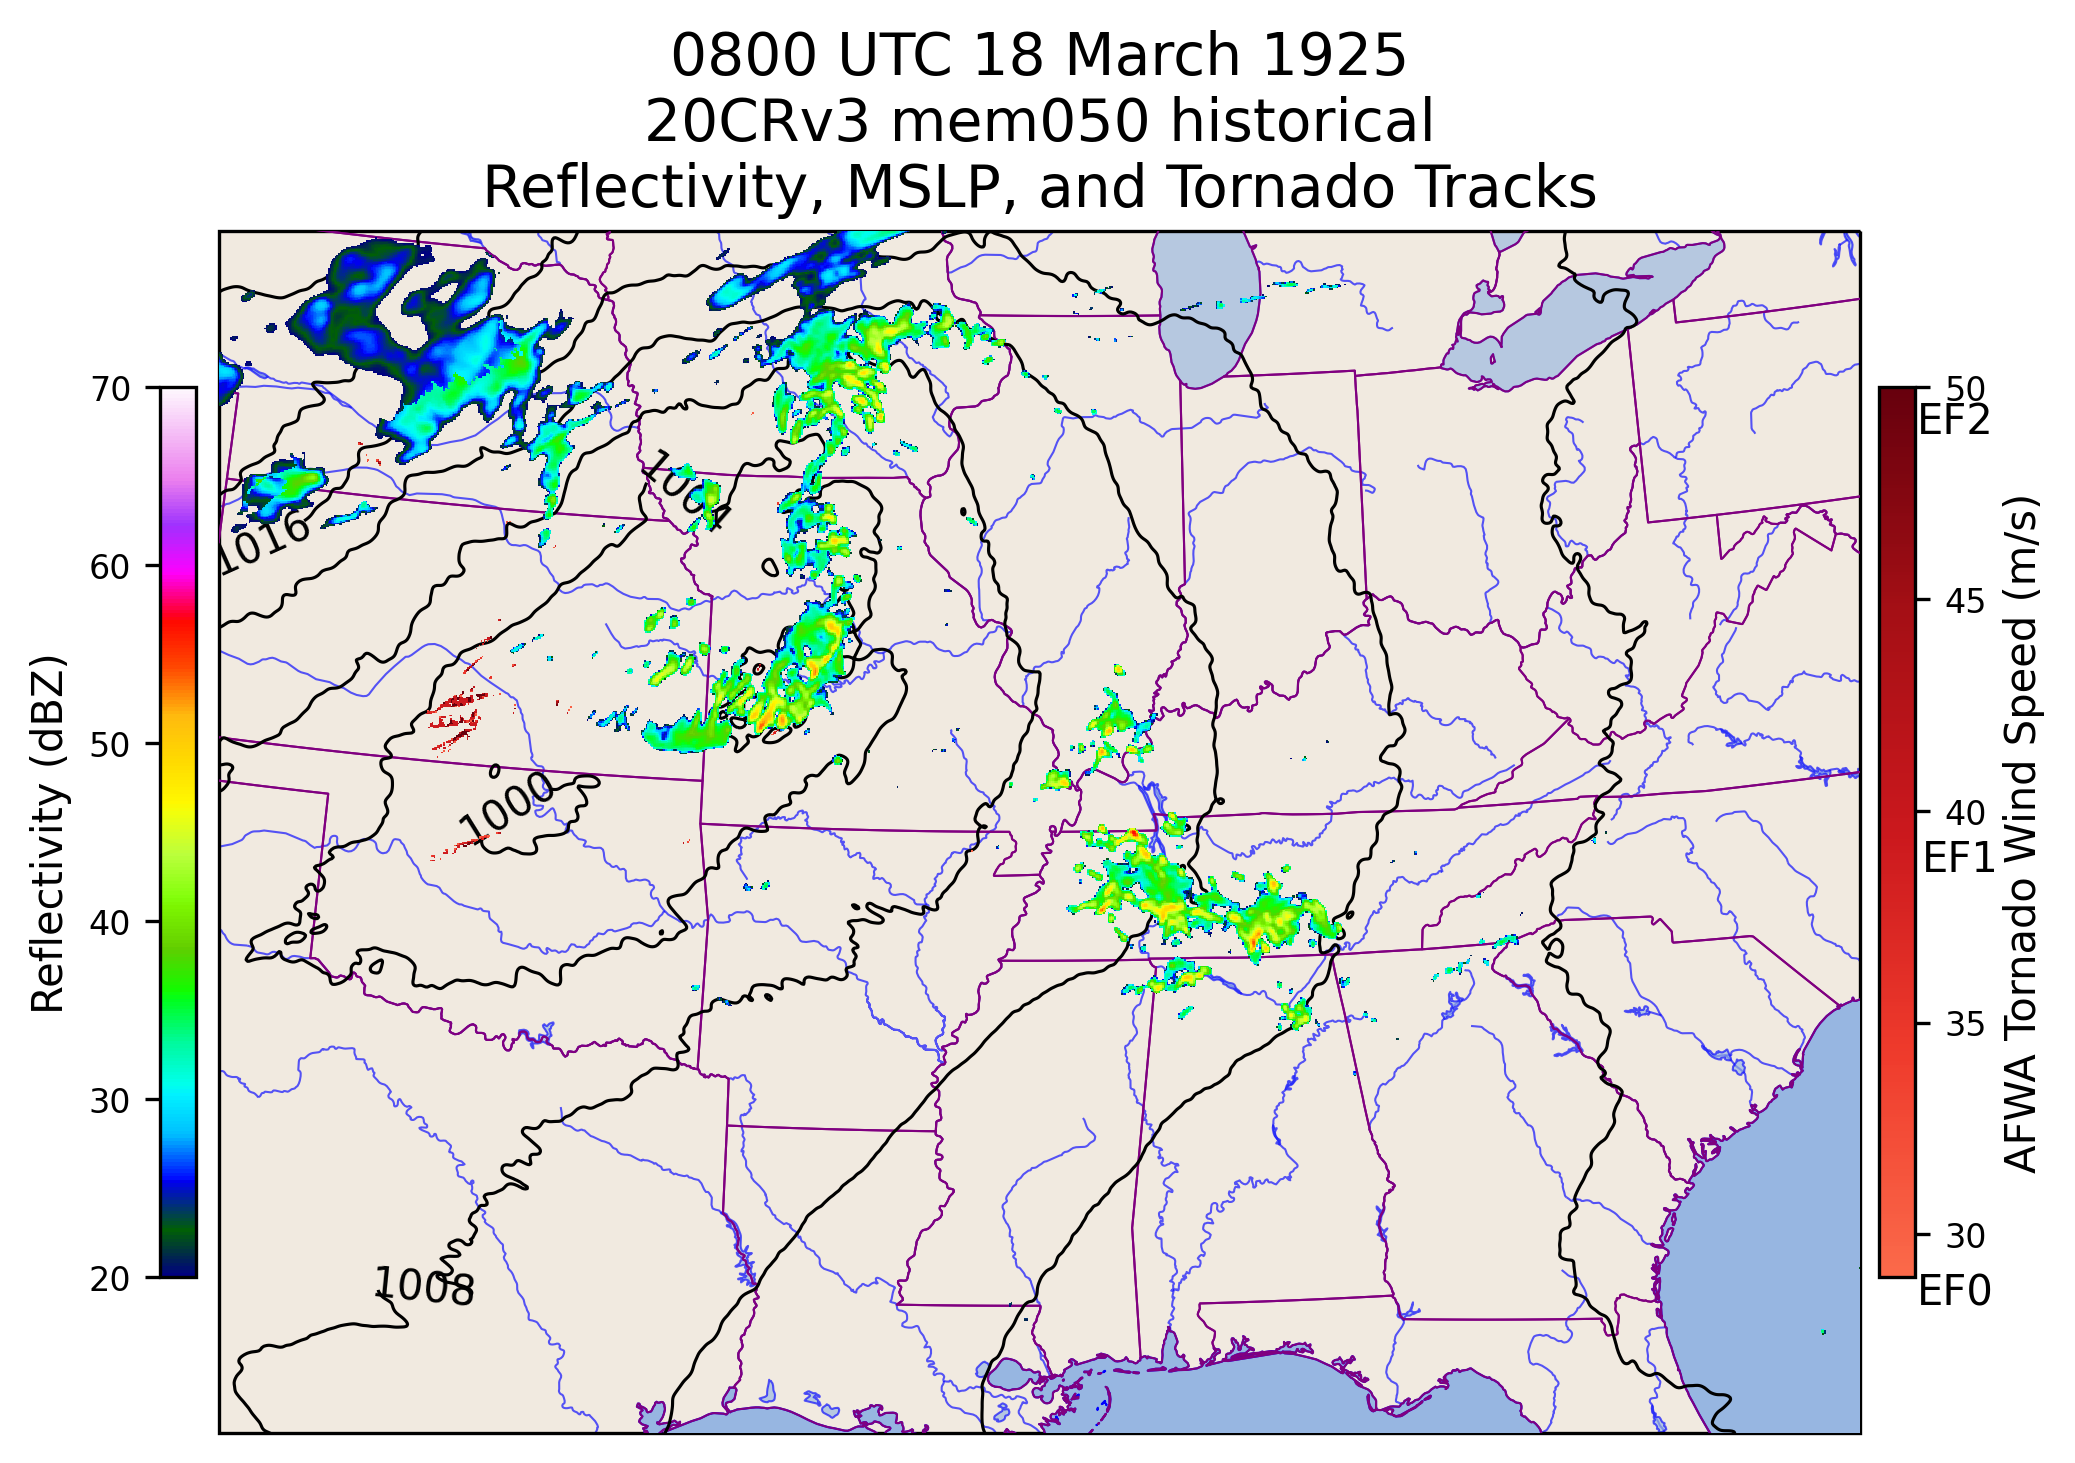 0800 UTC 18 March 1925
20CRv3 mem050 historical
Reflectivity, MSLP, and Tornado Tracks
Reflectivity (dBZ)
70
60
50
40
30
20
1016
1004
1000
1008
50
EF2
45
40
EF1
35
30
EF0
AFWA Tornado Wind Speed (m/s)